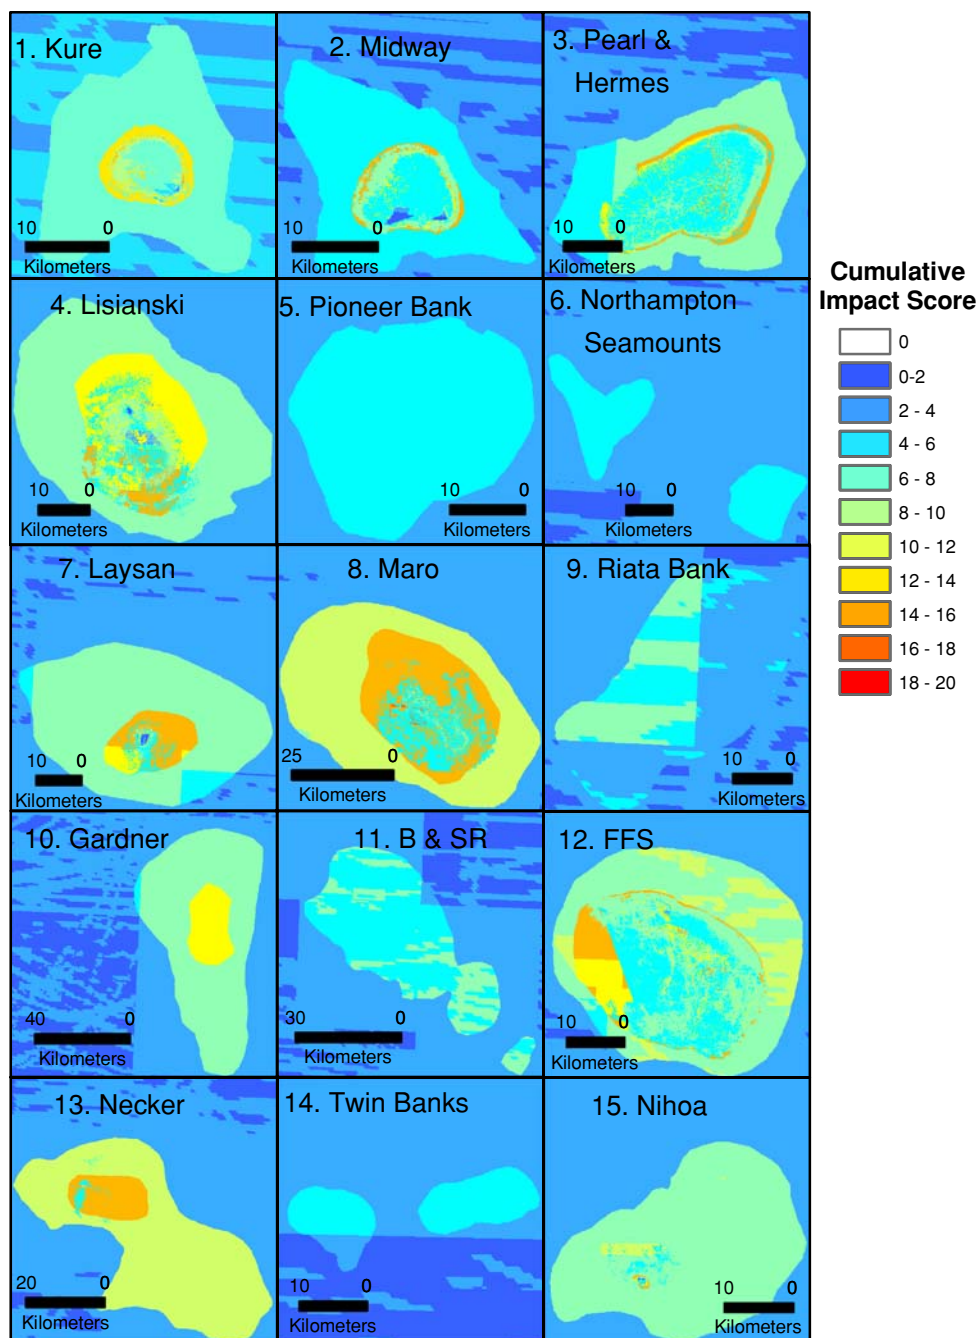 1. Kure
10 0
Kilometers
2. Midway
10 0
Kilometers
3. Pearl &
Hermes
10 0
Kilometers
4. Lisianski
10 0
Kilometers
5. Pioneer Bank
10 0
Kilometers
6. Northampton
Seamounts
10 0
Kilometers
7. Laysan
10 0
Kilometers
8. Maro
25 0
Kilometers
9. Riata Bank
10 0
Kilometers
10. Gardner
40 0
Kilometers
11. B & SR
30 0
Kilometers
12. FFS
10 0
Kilometers
13. Necker
20 0
Kilometers
14. Twin Banks
10 0
Kilometers
15. Nihoa
10 0
Kilometers
Cumulative
Impact Score
0
0-2
2 - 4
4 - 6
6 - 8
8 - 10
10 - 12
12 - 14
14 - 16
16 - 18
18 - 20